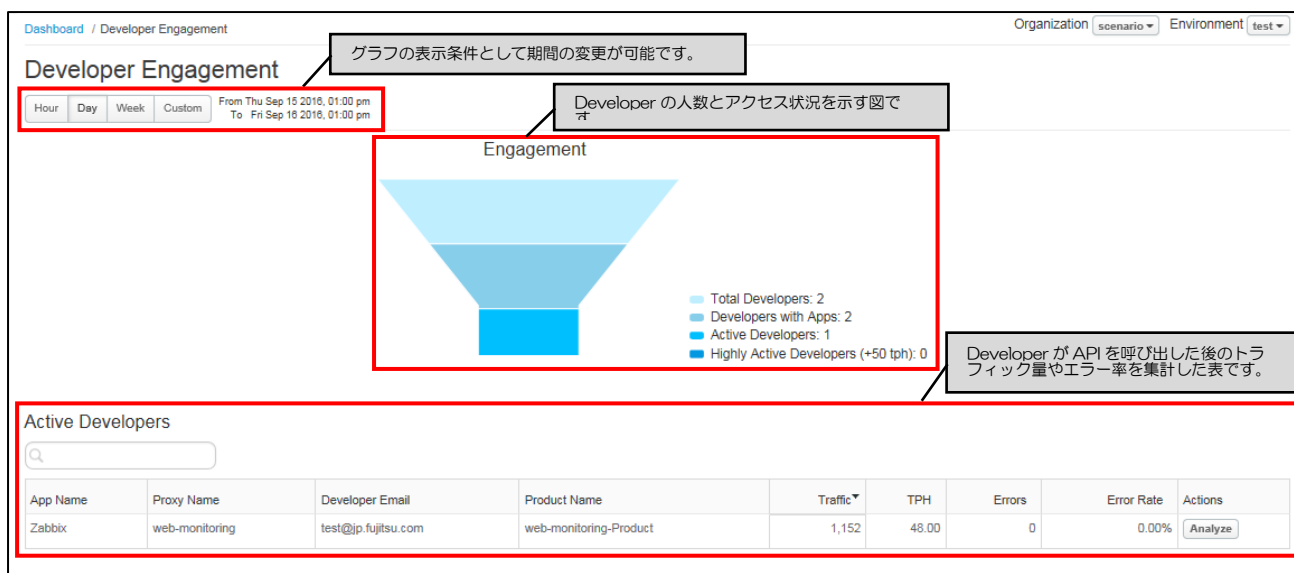 Dashboard / Developer Engagement
Organization scenario Environment test
グラフの表示条件として期間の変更が可能です。
Developer Engagement
Hour Day Week Custom
From Thu Sep 15 2016, 01:00 pm
To Fri Sep 16 2016, 01:00 pm
Developer の人数とアクセス状況を示す図で
す
Engagement
Total Developers: 2
Developers with Apps: 2
Active Developers: 1
Highly Active Developers (+50 tph): 0
Developer が API を呼び出した後のトラ
フィック量やエラー率を集計した表です。
Active Developers
App Name Proxy Name Developer Email Product Name Traffic TPH Errors Error Rate Actions
Zabbix web-monitoring test@jp.fujitsu.com web-monitoring-Product 1,152 48.00 0 0.00% Analyze